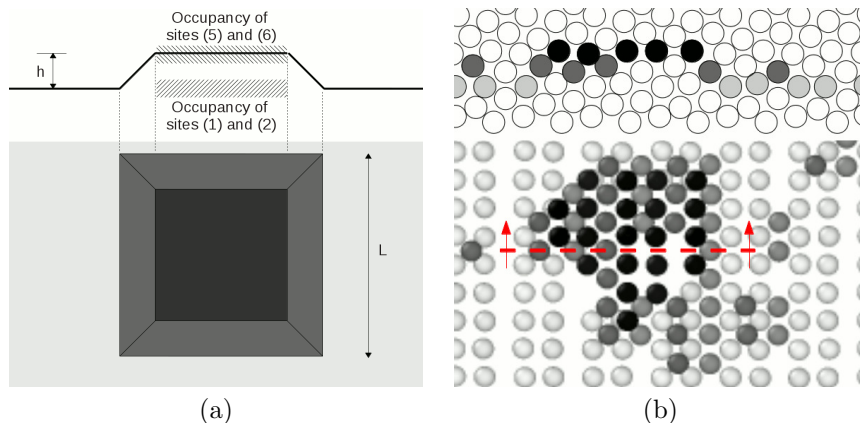 Occupancy of
sites (5) and (6)
h
Occupancy of
sites (1) and (2)
L
(a)
(b)